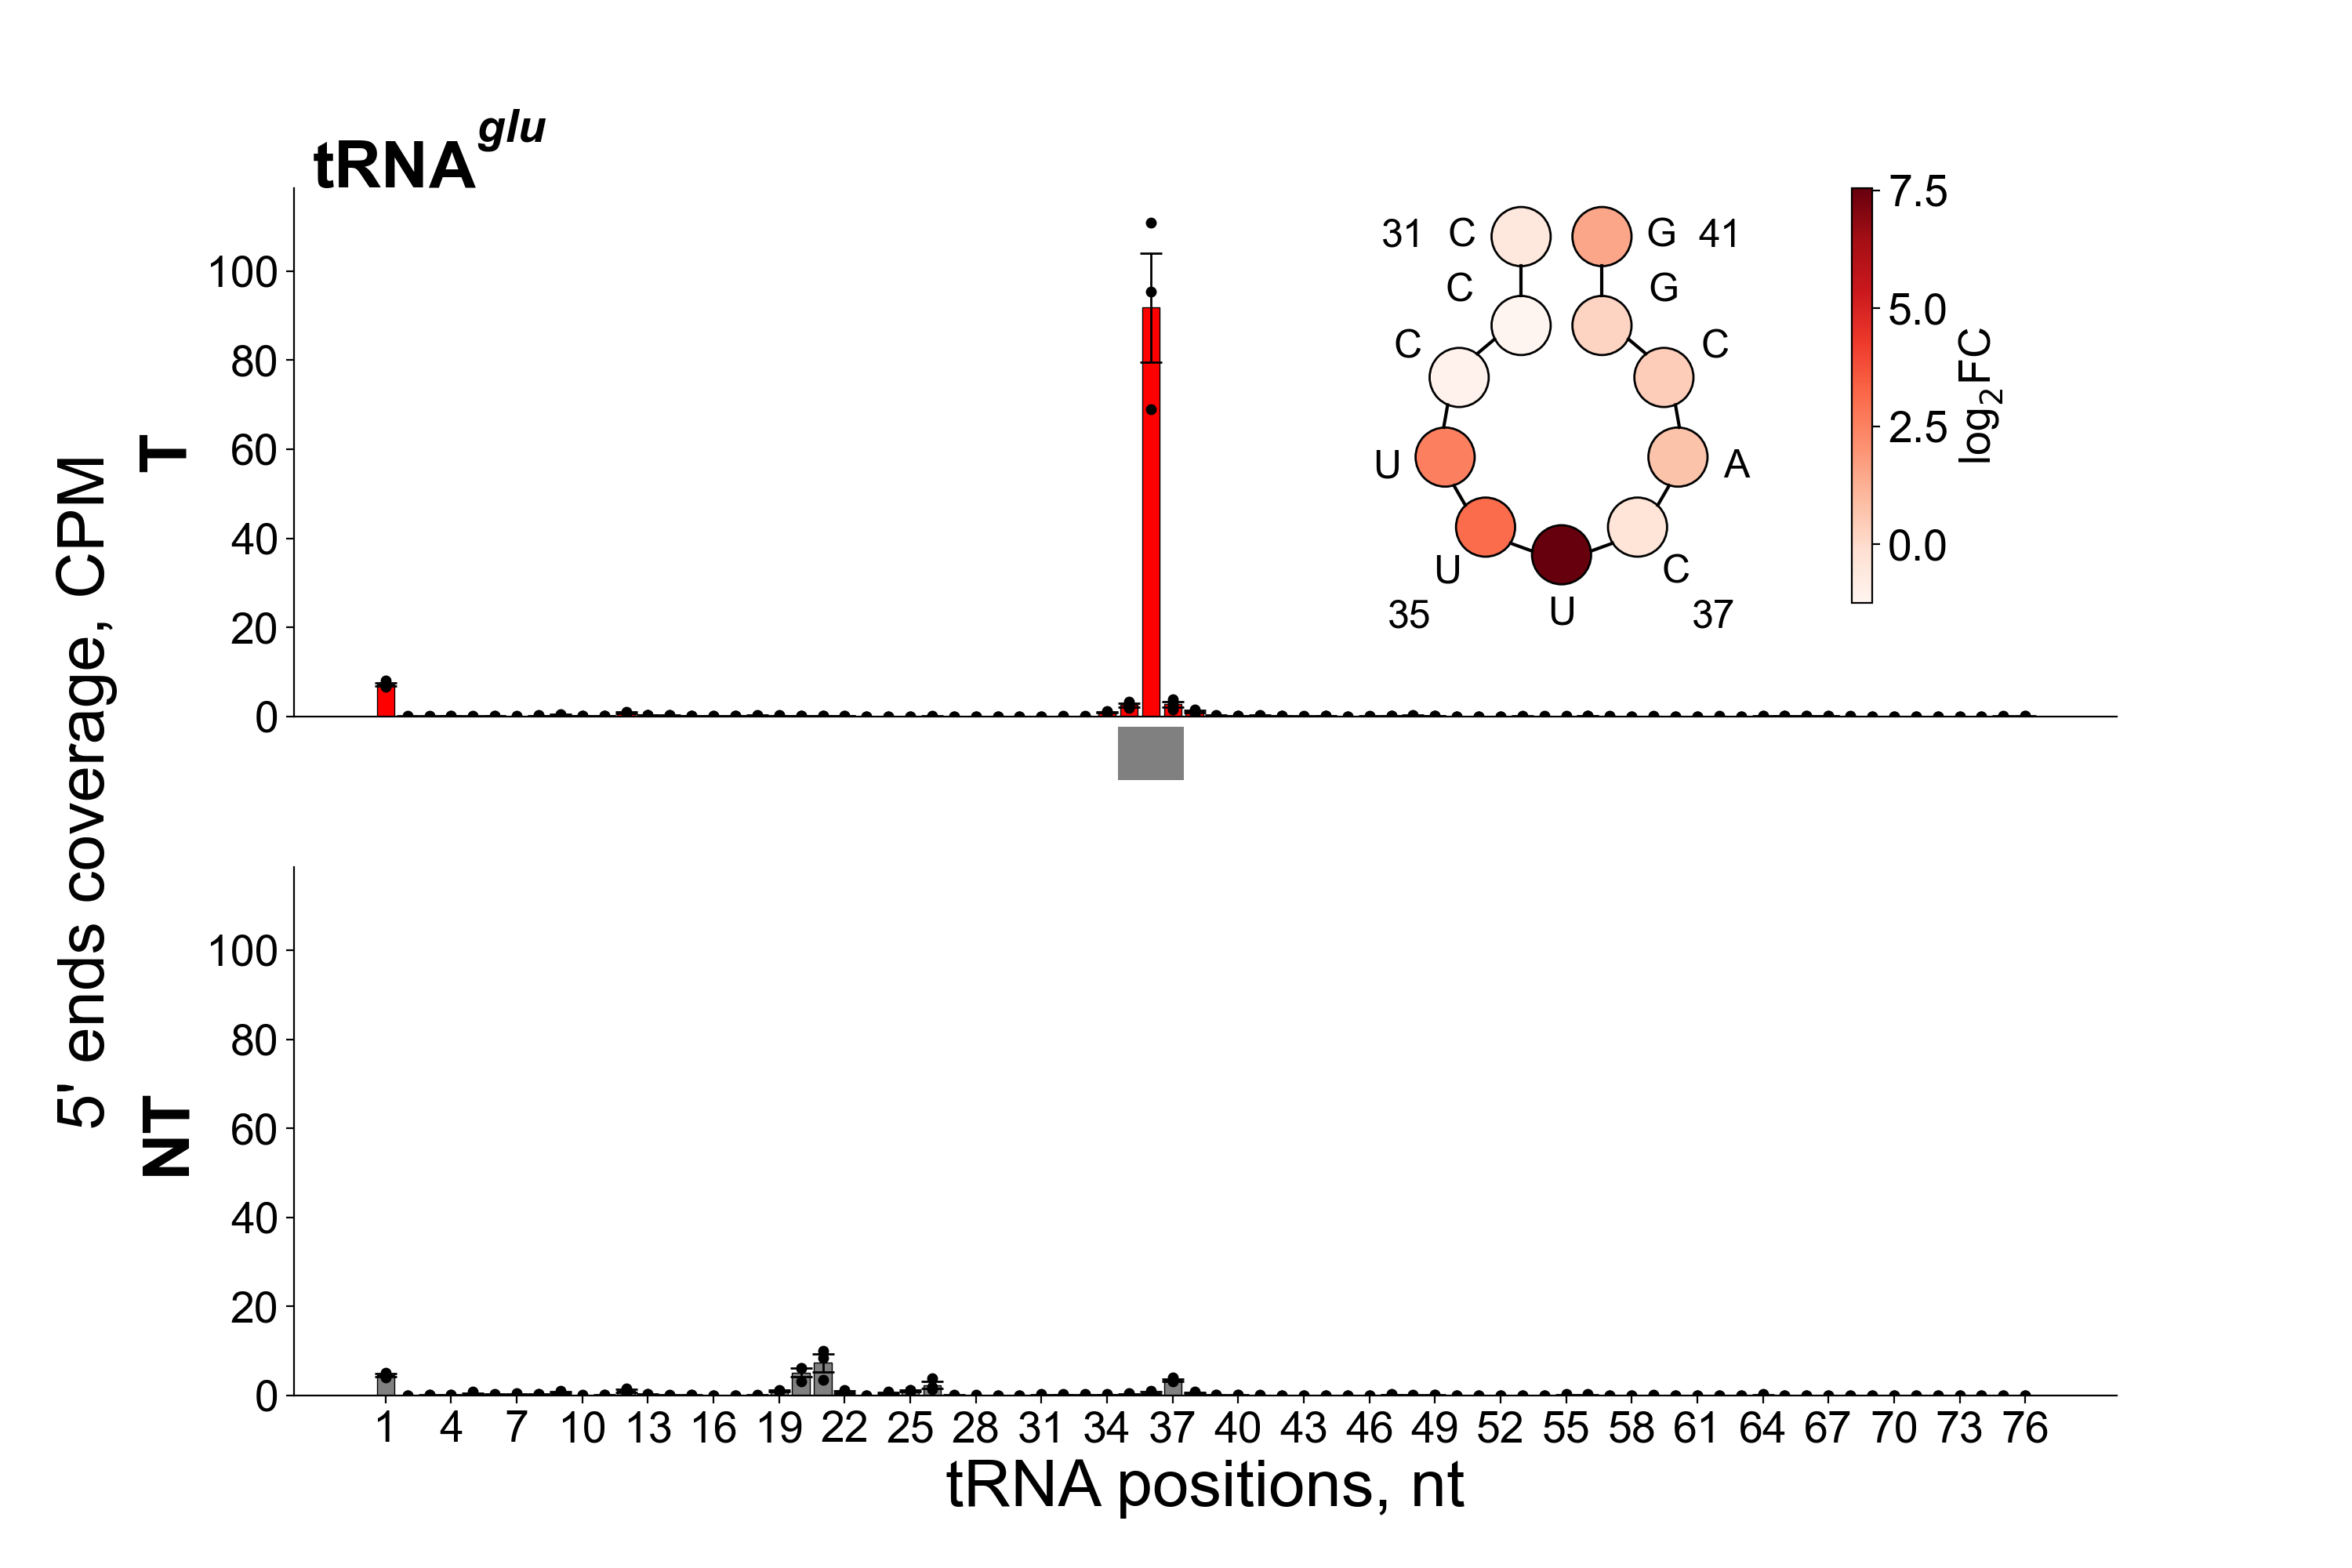 tRNA^glu
5' ends coverage, CPM
T
100
80
60
40
20
0
31 C G 41
C G
C C
U A
U C
35 U 37
7.5
5.0
2.5
0.0
log₂FC
NT
100
80
60
40
20
0
1 4 7 10 13 16 19 22 25 28 31 34 37 40 43 46 49 52 55 58 61 64 67 70 73 76
tRNA positions, nt